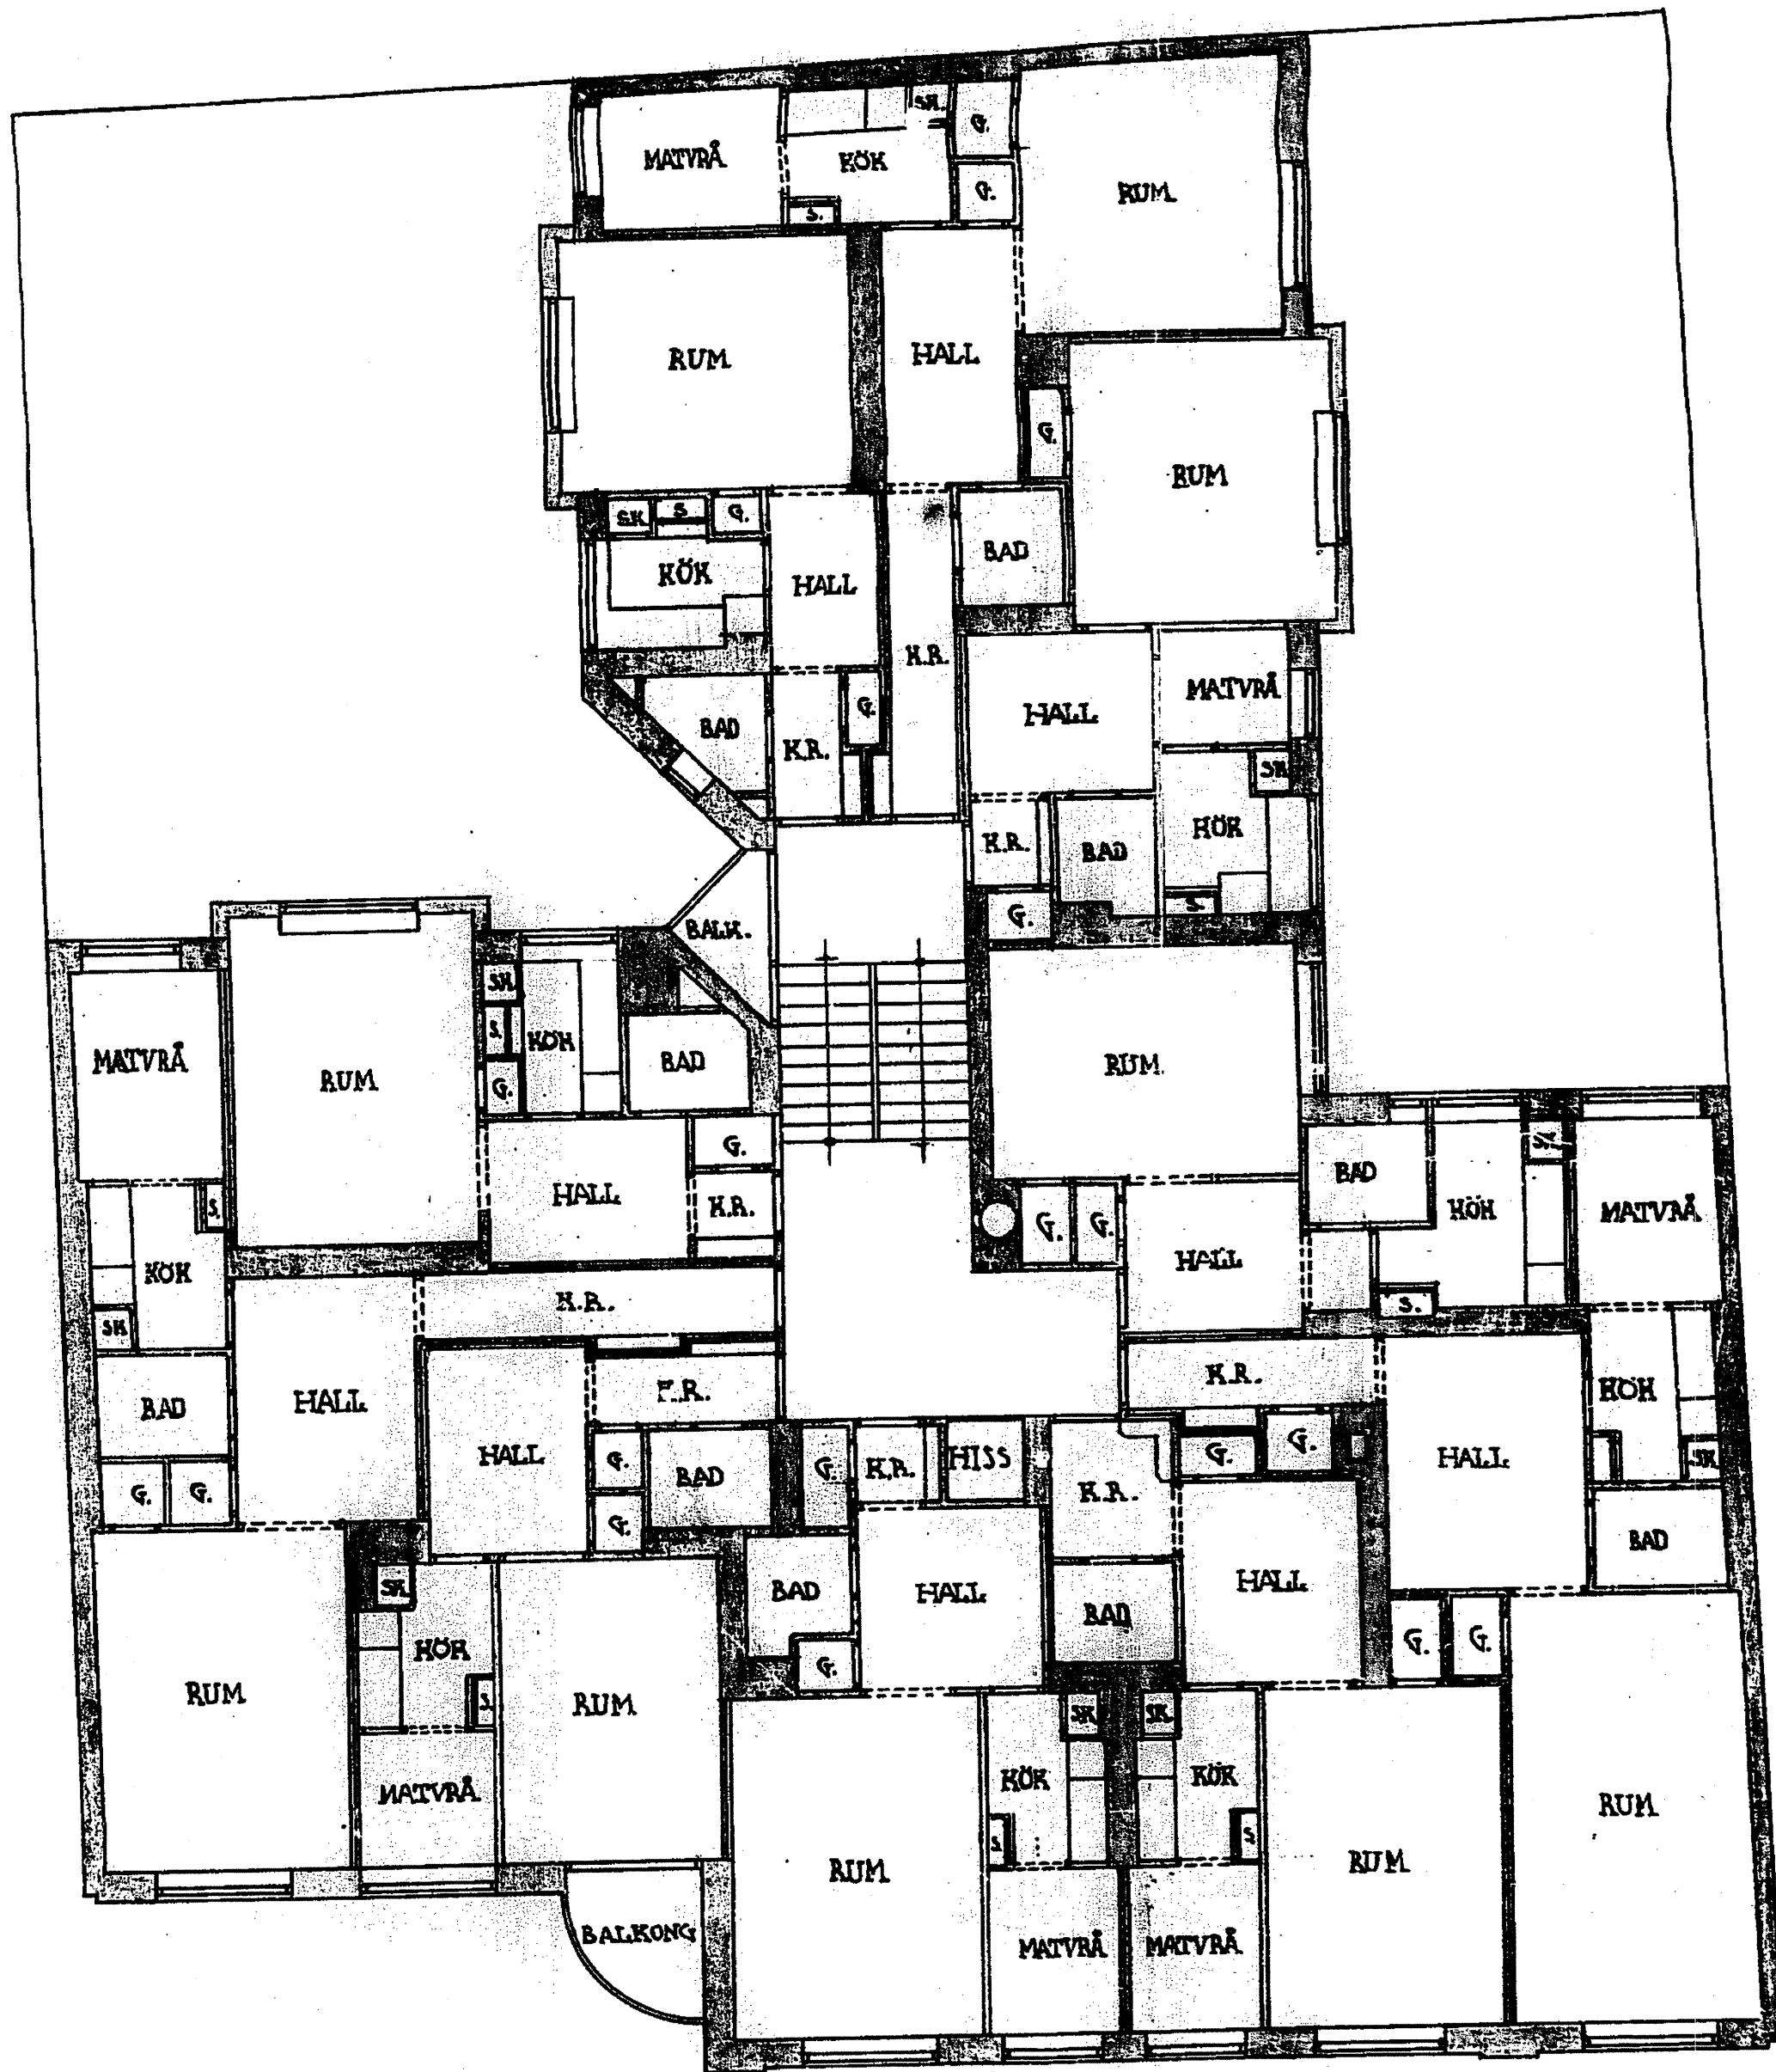 MATVRÅ
KÖK
SK.
G.
G.
S.
RUM
RUM
HALL
G.
RUM
SK
S
G.
KÖK
HALL
BAD
K.R.
HALL
MATVRÅ
BAD
G.
K.R.
SK
KÖK
K.R.
BAD
S.
G.
BALK.
MATVRÅ
RUM
SK
S.
KÖK
G.
BAD
RUM
HALL
G.
K.R.
S.
KÖK
SK
G.
G.
HALL
BAD
KÖK
SK
MATVRÅ
S.
K.R.
BAD
G.
G.
HALL
HALL
F.R.
G.
G.
BAD
G.
K.R.
HISS
K.R.
K.R.
G.
G.
HALL
KÖK
SK
BAD
RUM
SK
KÖK
S.
MATVRÅ
RUM
BAD
G.
HALL
BAD
HALL
G.
G.
RUM
SK
KÖK
S.
SK
KÖK
S.
RUM
RUM
BALKONG
MATVRÅ
MATVRÅ